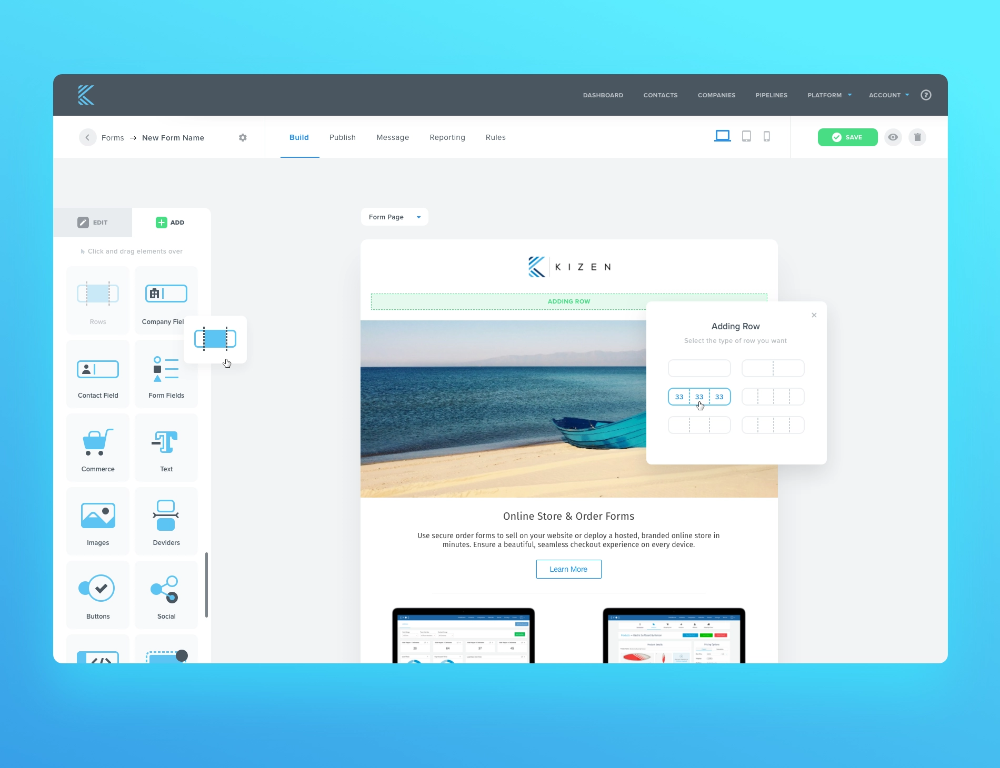 DASHBOARD
CONTACTS
COMPANIES
PIPELINES
PLATFORM
ACCOUNT
?
Forms → New Form Name
Build
Publish
Message
Reporting
Rules
SAVE
EDIT
ADD
Click and drag elements over
Rows
Company Fiel
Contact Field
Form Fields
Commerce
Text
Images
Deviders
Buttons
Social
Form Page
KIZEN
ADDING ROW
Adding Row
Select the type of row you want
33 33 33
Online Store & Order Forms
Use secure order forms to sell on your website or deploy a hosted, branded online store in
minutes. Ensure a beautiful, seamless checkout experience on every device.
Learn More